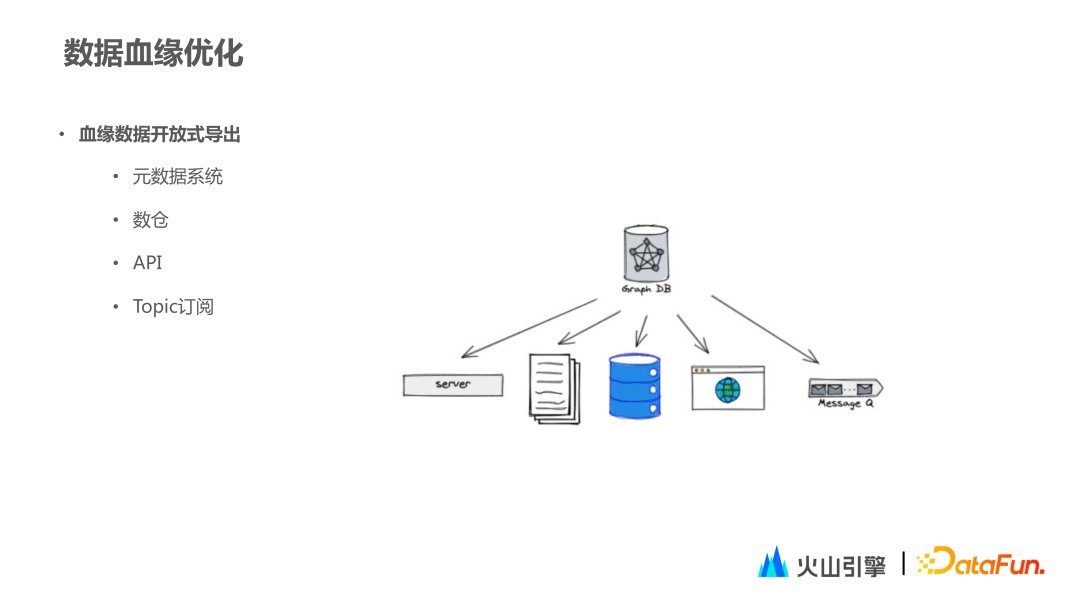 数据血缘优化
• 血缘数据开放式导出
• 元数据系统
• 数仓
• API
• Topic订阅
Graph DB
server
Message Q
火山引擎 | DataFun.